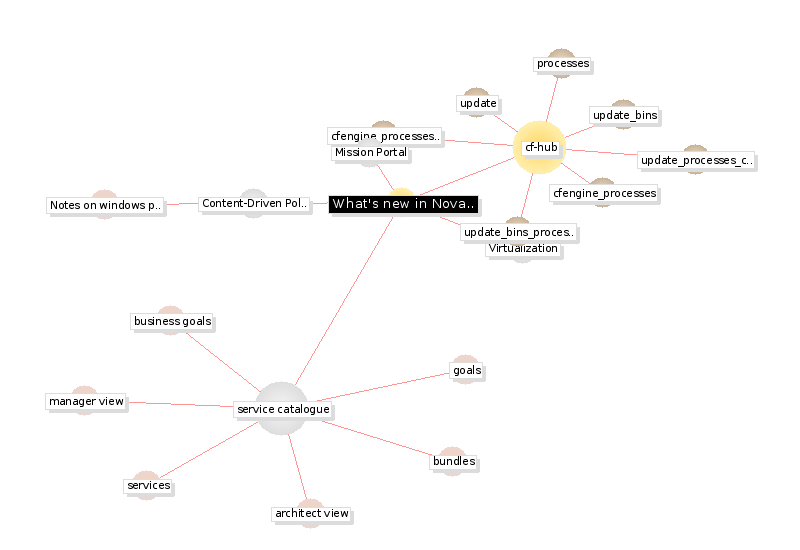 processes
update
update_bins
cfengine_processes..
cf-hub
Mission Portal
update_processes_c..
cfengine_processes
Notes on windows p..
Content-Driven Pol..
What's new in Nova..
update_bins_proces..
Virtualization
business goals
goals
manager view
service catalogue
bundles
services
architect view